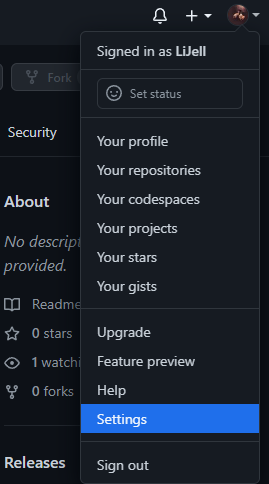 Signed in as LiJell
Fork
Set status
Security
Your profile
Your repositories
Your codespaces
Your projects
Your stars
Your gists
About
No descript
provided.
Readme
0 stars
1 watchi
0 forks
Upgrade
Feature preview
Help
Settings
Sign out
Releases